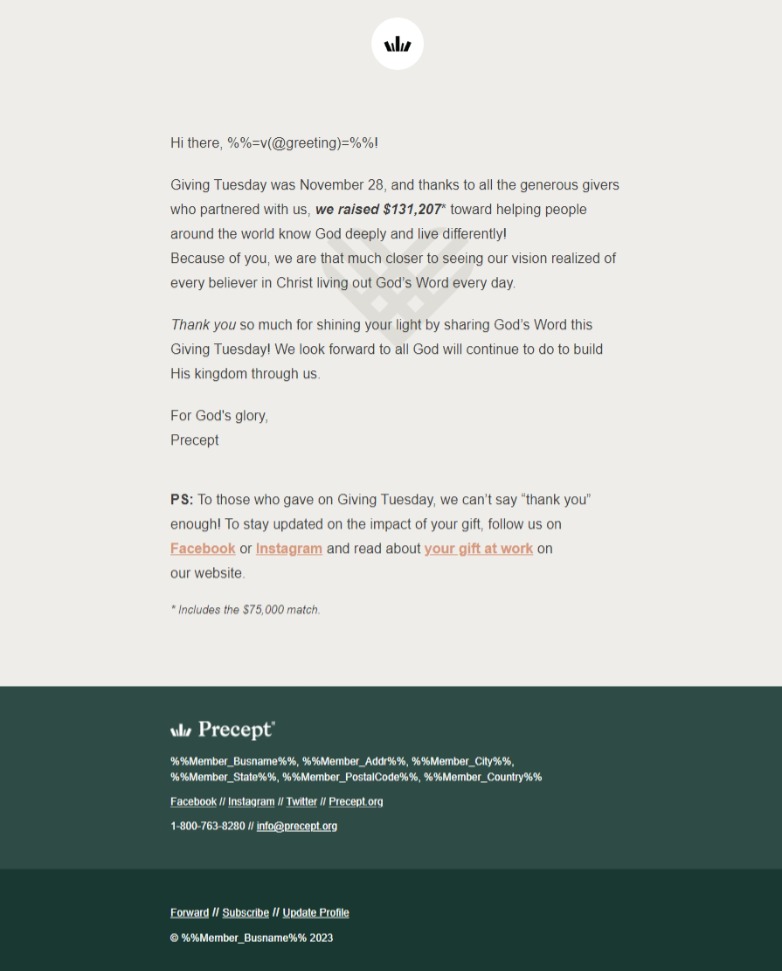 Hi there, %%=v(@greeting)=%%!
Giving Tuesday was November 28, and thanks to all the generous givers
who partnered with us, we raised $131,207* toward helping people
around the world know God deeply and live differently!
Because of you, we are that much closer to seeing our vision realized of
every believer in Christ living out God's Word every day.
Thank you so much for shining your light by sharing God's Word this
Giving Tuesday! We look forward to all God will continue to do to build
His kingdom through us.
For God's glory,
Precept
PS: To those who gave on Giving Tuesday, we can't say “thank you”
enough! To stay updated on the impact of your gift, follow us on
Facebook or Instagram and read about your gift at work on
our website.
* Includes the $75,000 match.
Precept®
%%Member_Busname%%, %%Member_Addr%%, %%Member_City%%,
%%Member_State%%, %%Member_PostalCode%%, %%Member_Country%%
Facebook // Instagram // Twitter // Precept.org
1-800-763-8280 // info@precept.org
Forward // Subscribe // Update Profile
© %%Member_Busname%% 2023